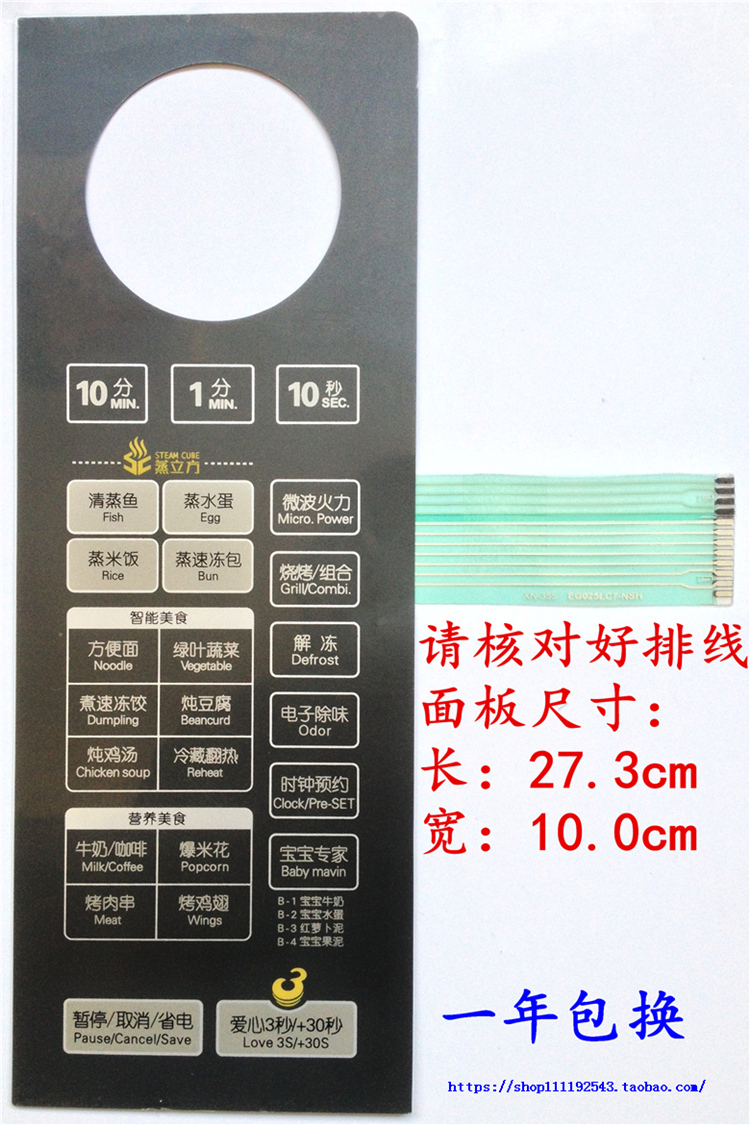 10分 MIN.
1分 MIN.
10秒 SEC.
STEAM CUBE
蒸立方
清蒸鱼
Fish
蒸水蛋
Egg
微波火力
Micro. Power
蒸米饭
Rice
蒸速冻包
Bun
烧烤/组合
Grill/Combi.
智能美食
方便面
Noodle
绿叶蔬菜
Vegetable
解冻
Defrost
煮速冻饺
Dumpling
炖豆腐
Beancurd
电子除味
Odor
炖鸡汤
Chicken soup
冷藏翻热
Reheat
时钟预约
Clock/Pre-SET
营养美食
牛奶/咖啡
Milk/Coffee
爆米花
Popcorn
宝宝专家
Baby mavin
烤肉串
Meat
烤鸡翅
Wings
B-1 宝宝牛奶
B-2 宝宝水蛋
B-3 红萝卜泥
B-4 宝宝果泥
暂停/取消/省电
Pause/Cancel/Save
3
爱心3秒/+30秒
Love 3S/+30S
EG025LC7-NSH
请核对好排线
面板尺寸：
长：27.3cm
宽：10.0cm
一年包换
https://shop111192543.taobao.com/